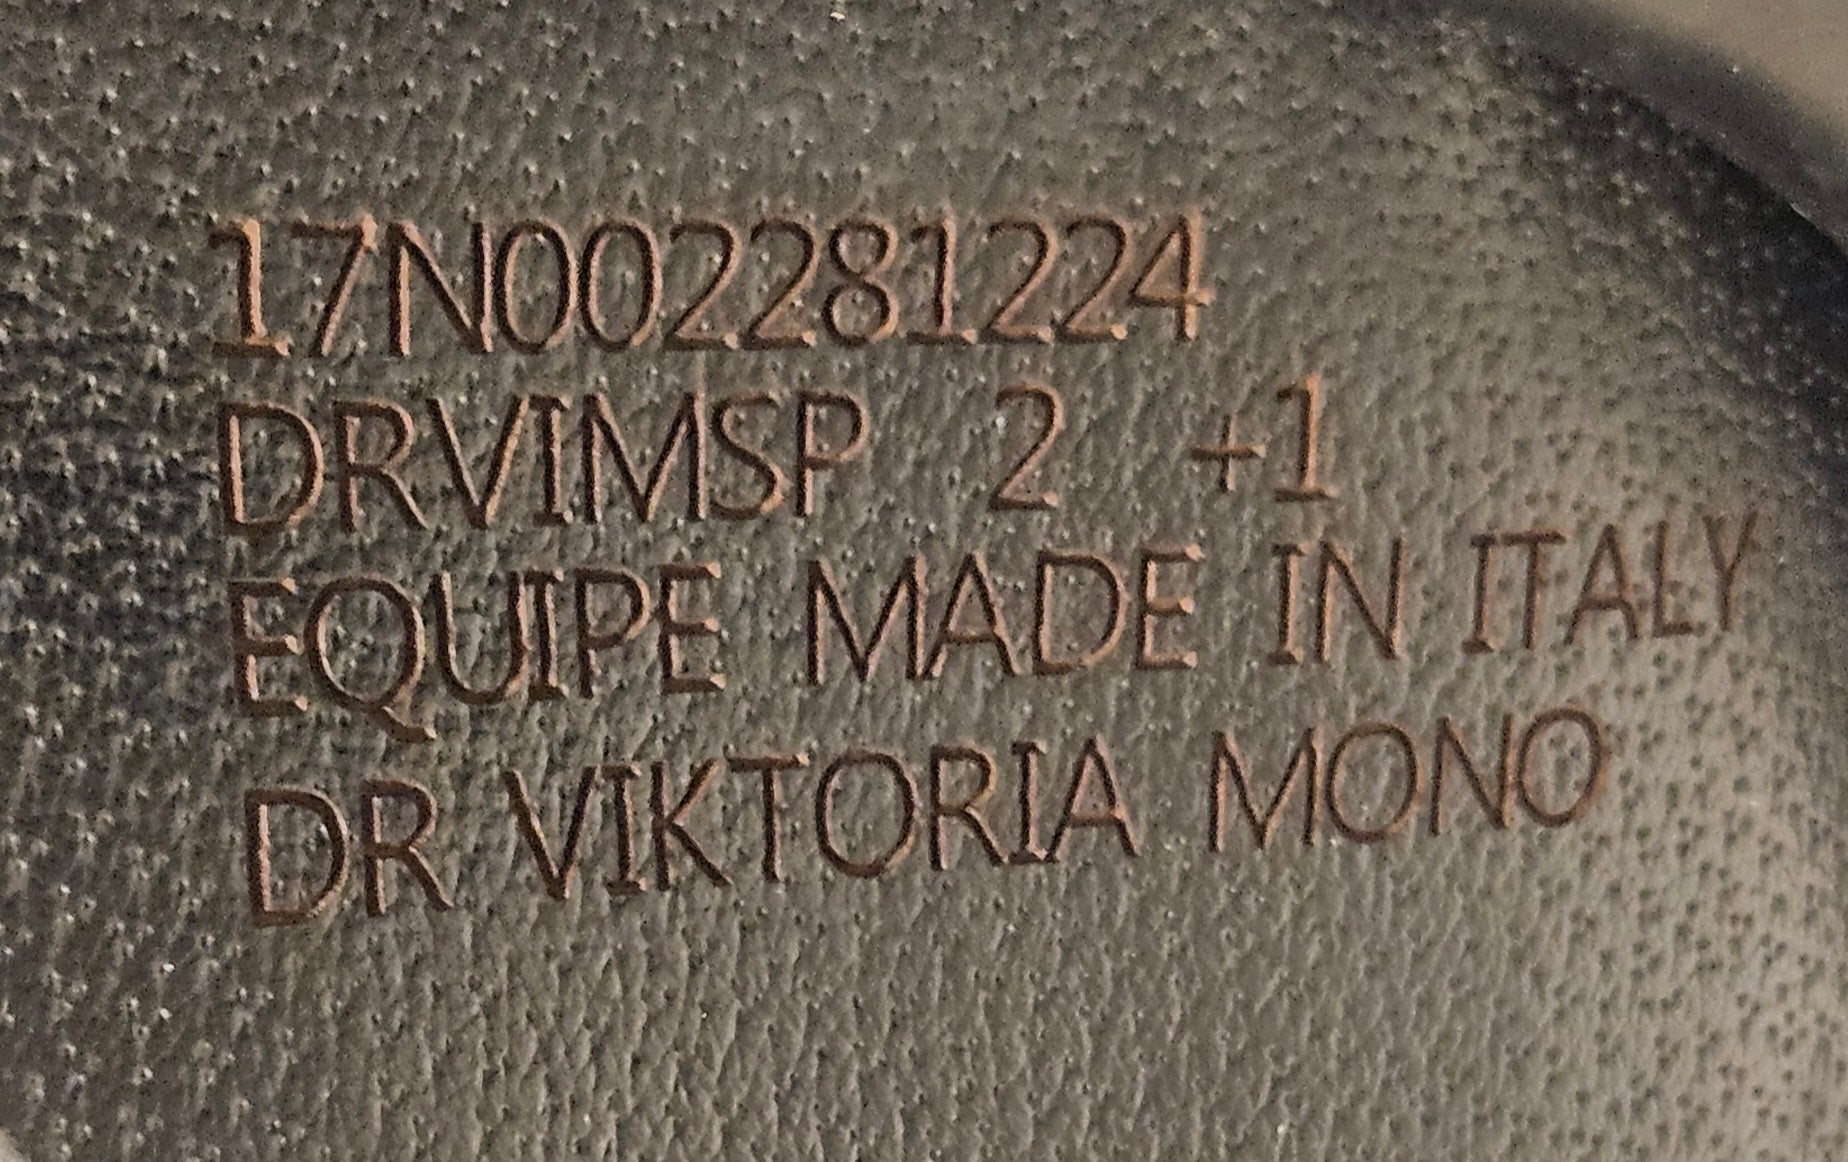 17N002281224
DRVIMSP 2 +1
EQUIPE MADE IN ITALY
DR VIKTORIA MONO